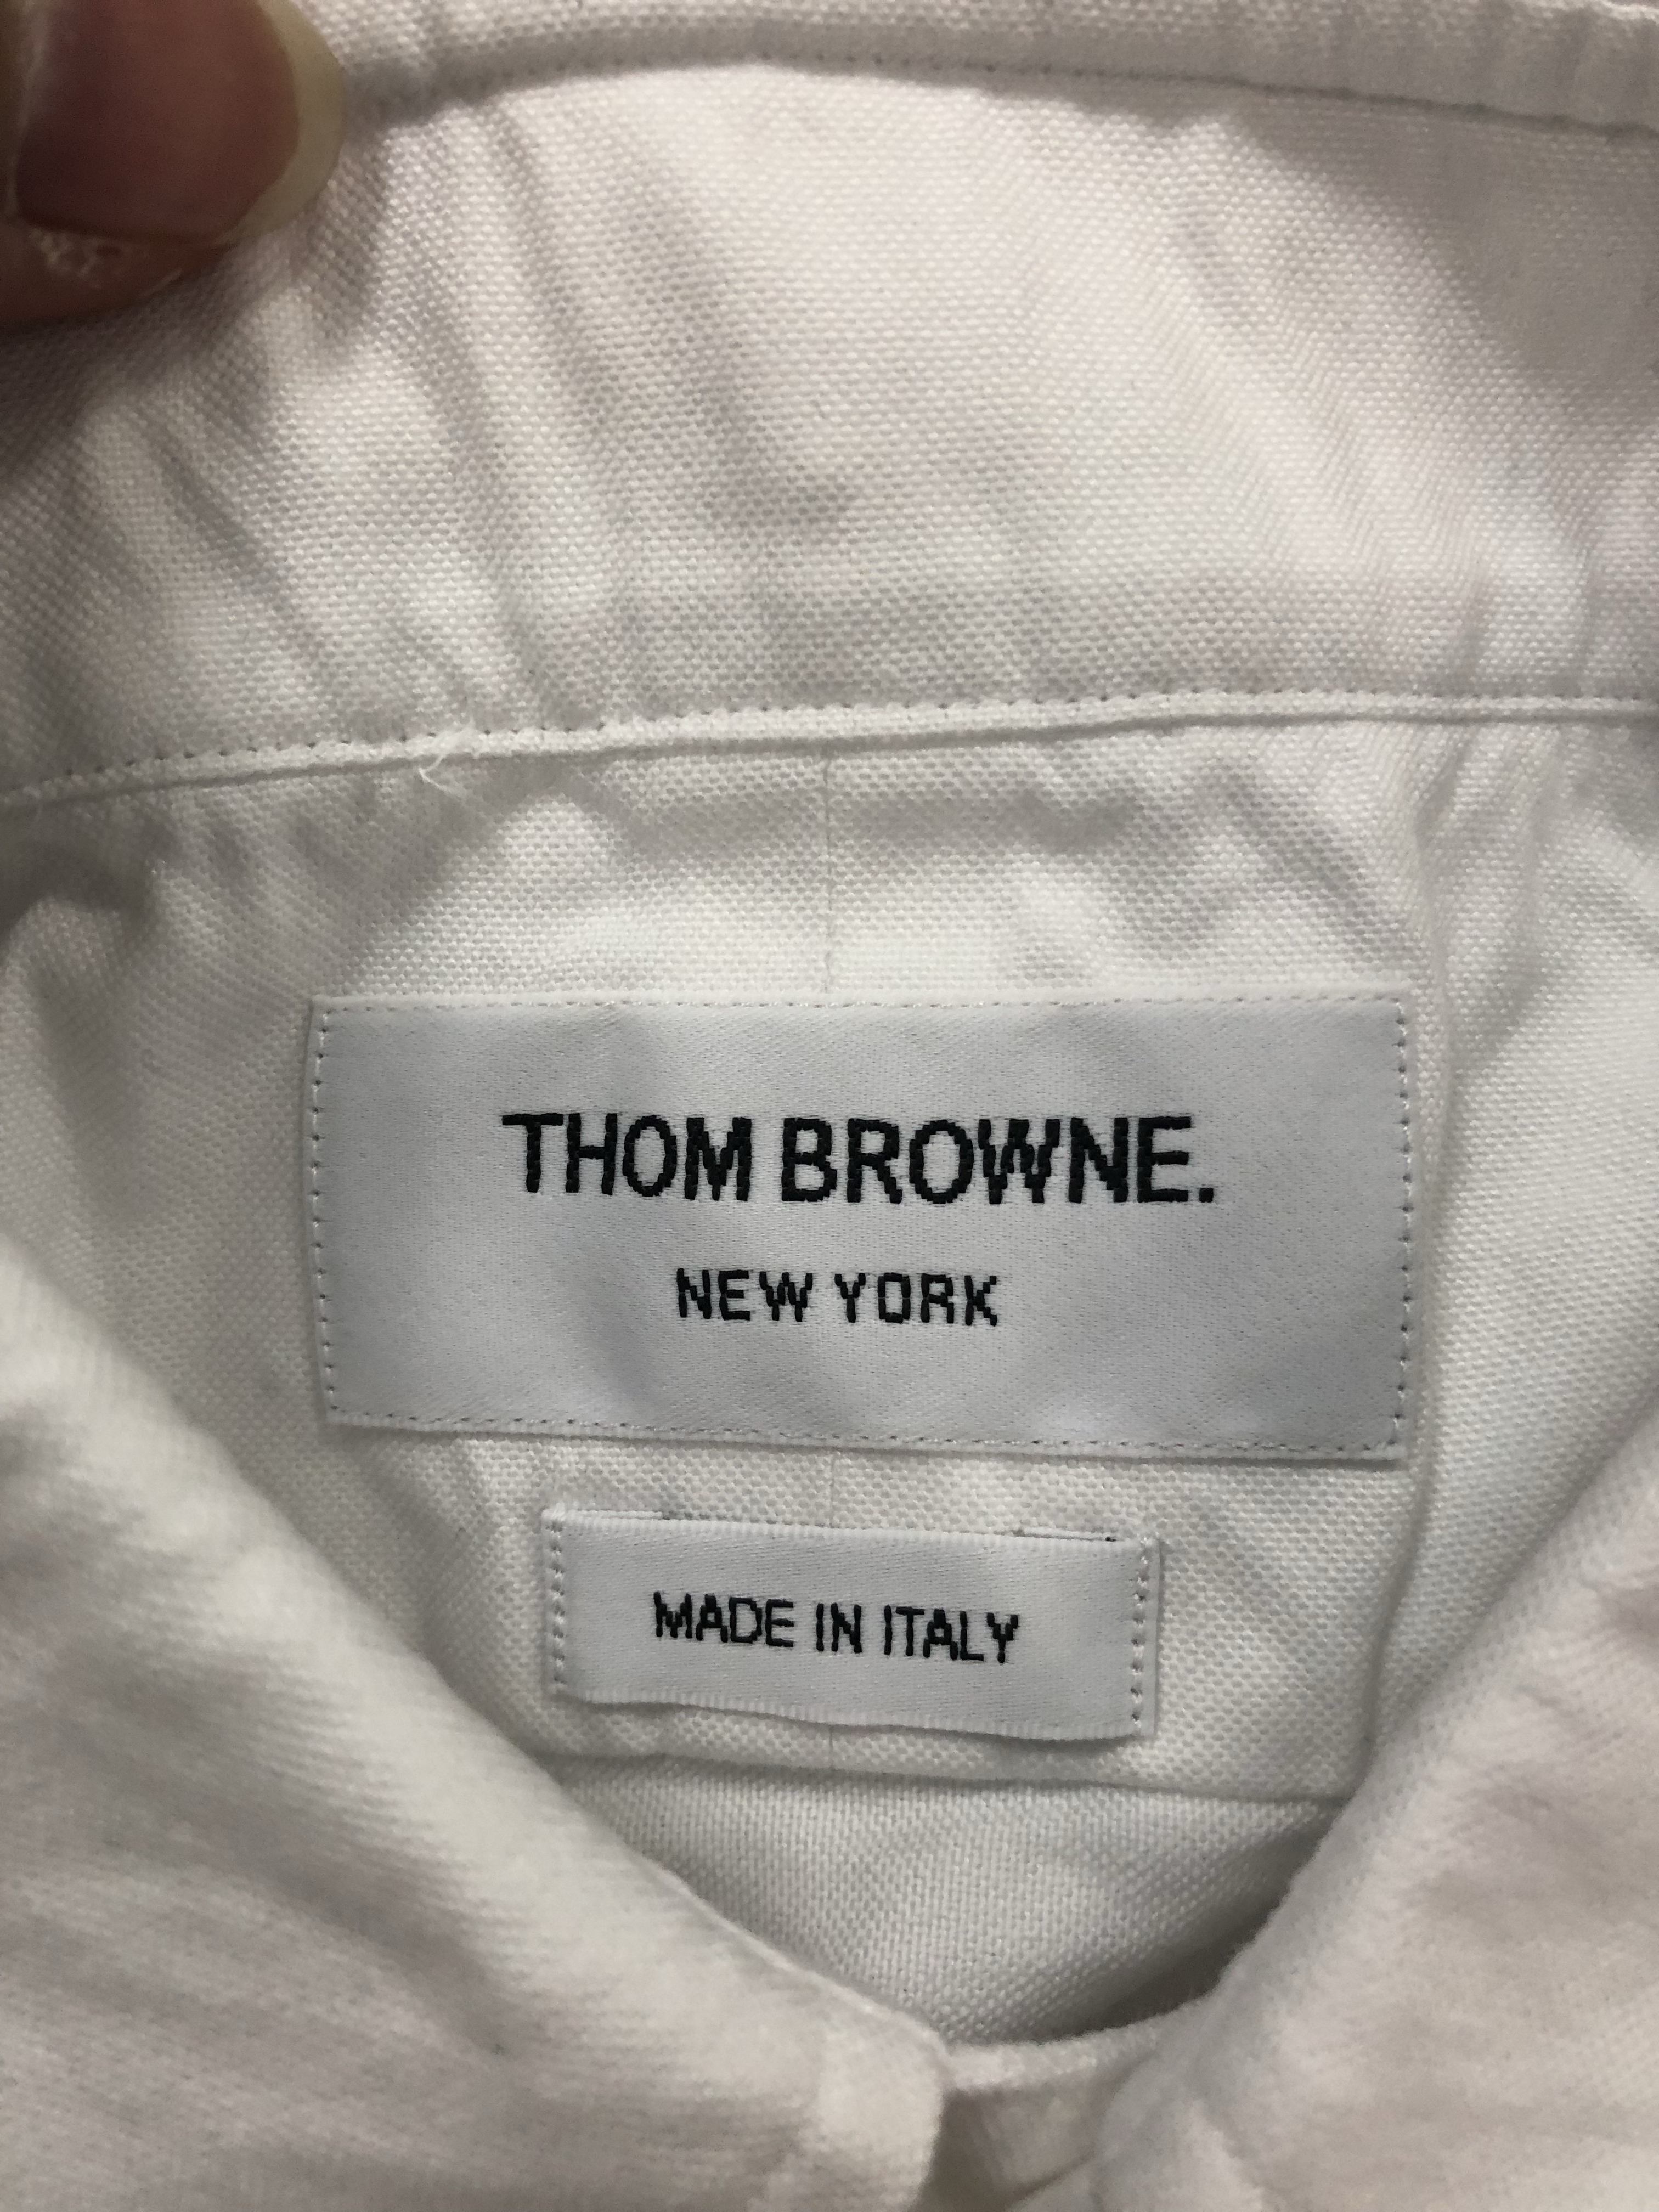 THOM BROWNE.
NEW YORK
MADE IN ITALY